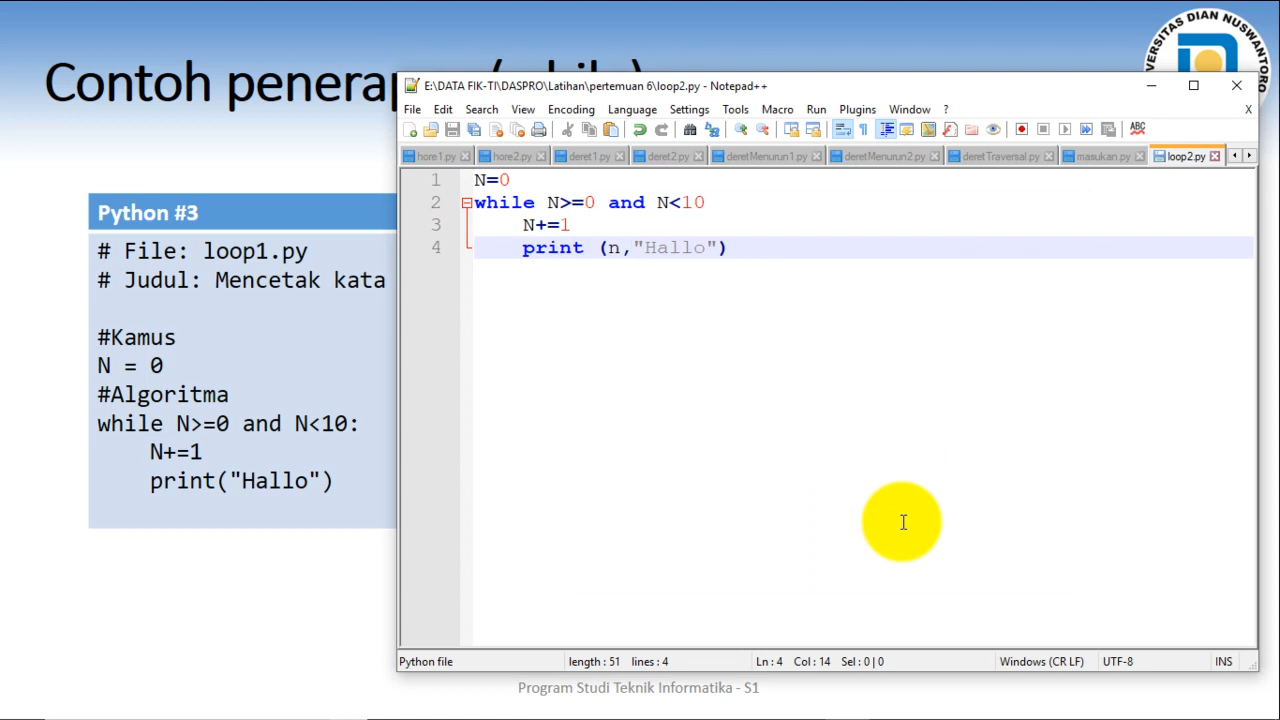 Contoh penerap
SITAS DIAN NUSWANTORO
E:\DATA FIK-TI\DASPRO\Latihan\pertemuan 6\loop2.py - Notepad++
File Edit Search View Encoding Language Settings Tools Macro Run Plugins Window ? X
hore1.py hore2.py deret1.py deret2.py deretMenurun1.py deretMenurun2.py deretTraversal.py masukan.py loop2.py
1 N=0
2 while N>=0 and N<10
3 N+=1
4 print (n,"Hallo")
Python #3
# File: loop1.py
# Judul: Mencetak kata
#Kamus
N = 0
#Algoritma
while N>=0 and N<10:
N+=1
print("Hallo")
Python file length : 51 lines : 4 Ln : 4 Col : 14 Sel : 0 | 0 Windows (CR LF) UTF-8 INS
Program Studi Teknik Informatika - S1